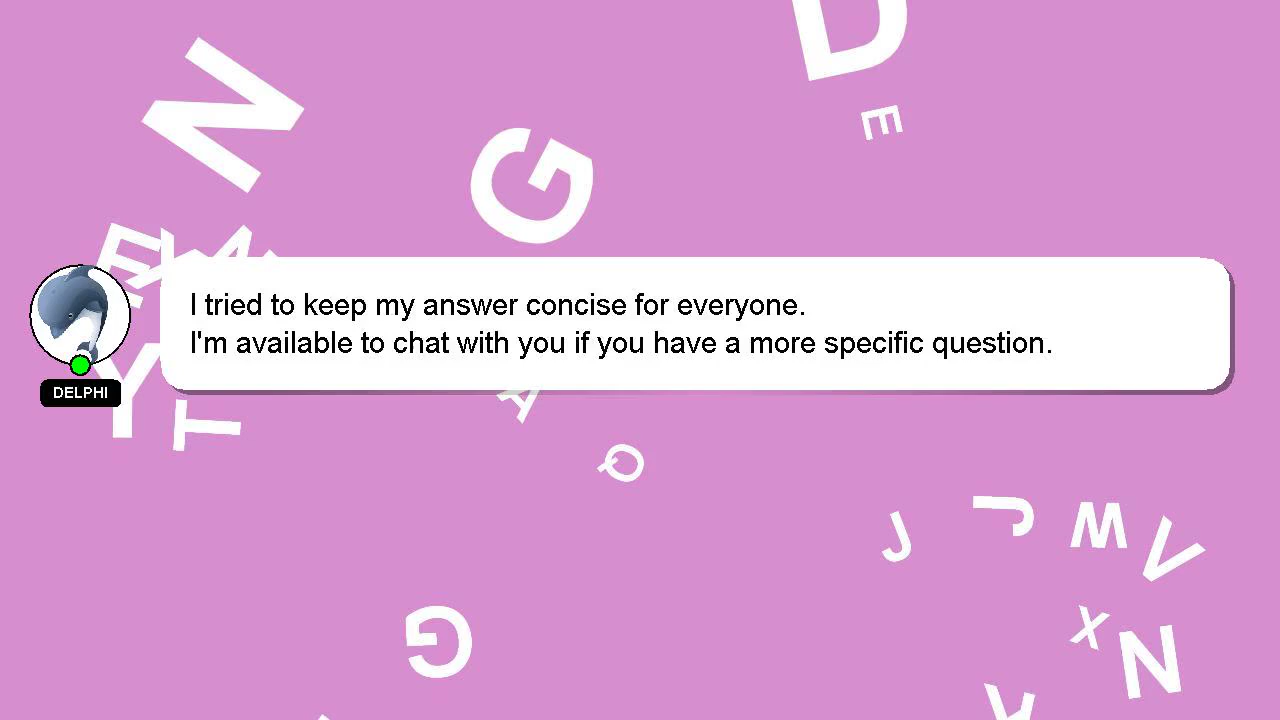 N
D
E
G
E
Y
I tried to keep my answer concise for everyone.
I'm available to chat with you if you have a more specific question.
DELPHI
Y
T
A
Q
J
J
W
V
X
G
N